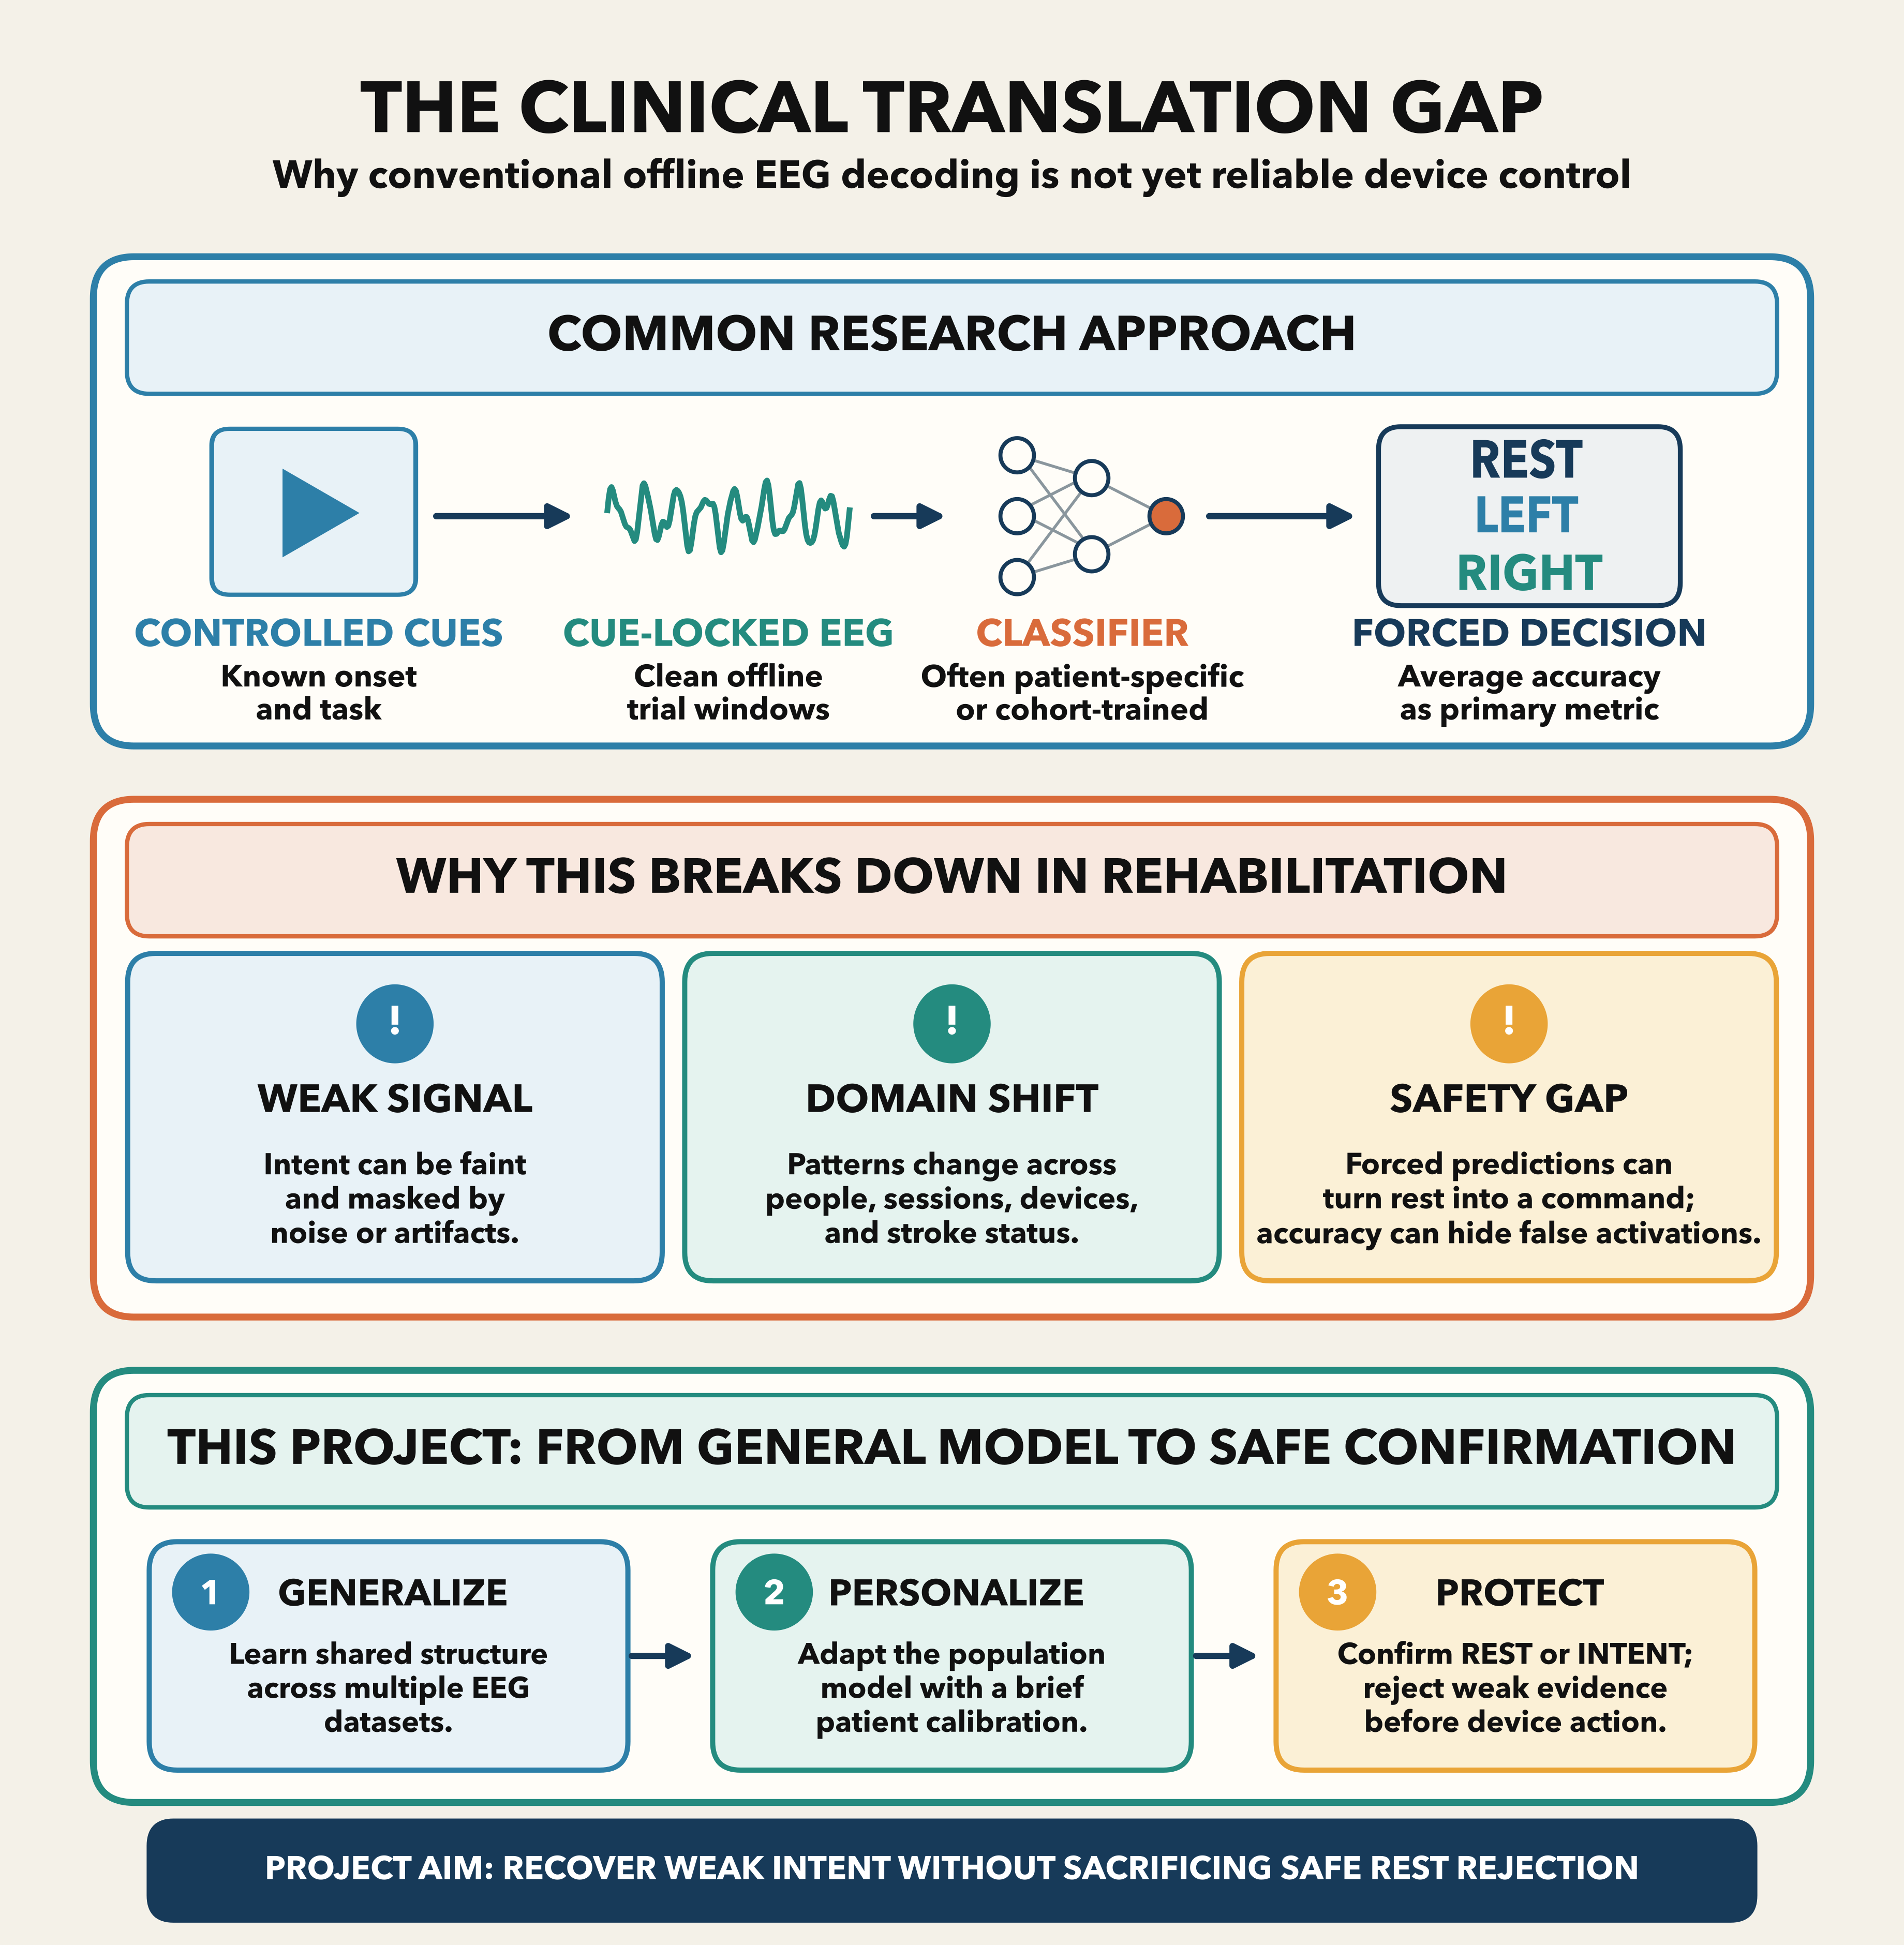 THE CLINICAL TRANSLATION GAP
Why conventional offline EEG decoding is not yet reliable device control
COMMON RESEARCH APPROACH
REST
LEFT
RIGHT
CONTROLLED CUES
Known onset
and task
CUE-LOCKED EEG
Clean offline
trial windows
CLASSIFIER
Often patient-specific
or cohort-trained
FORCED DECISION
Average accuracy
as primary metric
WHY THIS BREAKS DOWN IN REHABILITATION
!
WEAK SIGNAL
Intent can be faint
and masked by
noise or artifacts.
!
DOMAIN SHIFT
Patterns change across
people, sessions, devices,
and stroke status.
!
SAFETY GAP
Forced predictions can
turn rest into a command;
accuracy can hide false activations.
THIS PROJECT: FROM GENERAL MODEL TO SAFE CONFIRMATION
1 GENERALIZE
Learn shared structure
across multiple EEG
datasets.
2 PERSONALIZE
Adapt the population
model with a brief
patient calibration.
3 PROTECT
Confirm REST or INTENT;
reject weak evidence
before device action.
PROJECT AIM: RECOVER WEAK INTENT WITHOUT SACRIFICING SAFE REST REJECTION